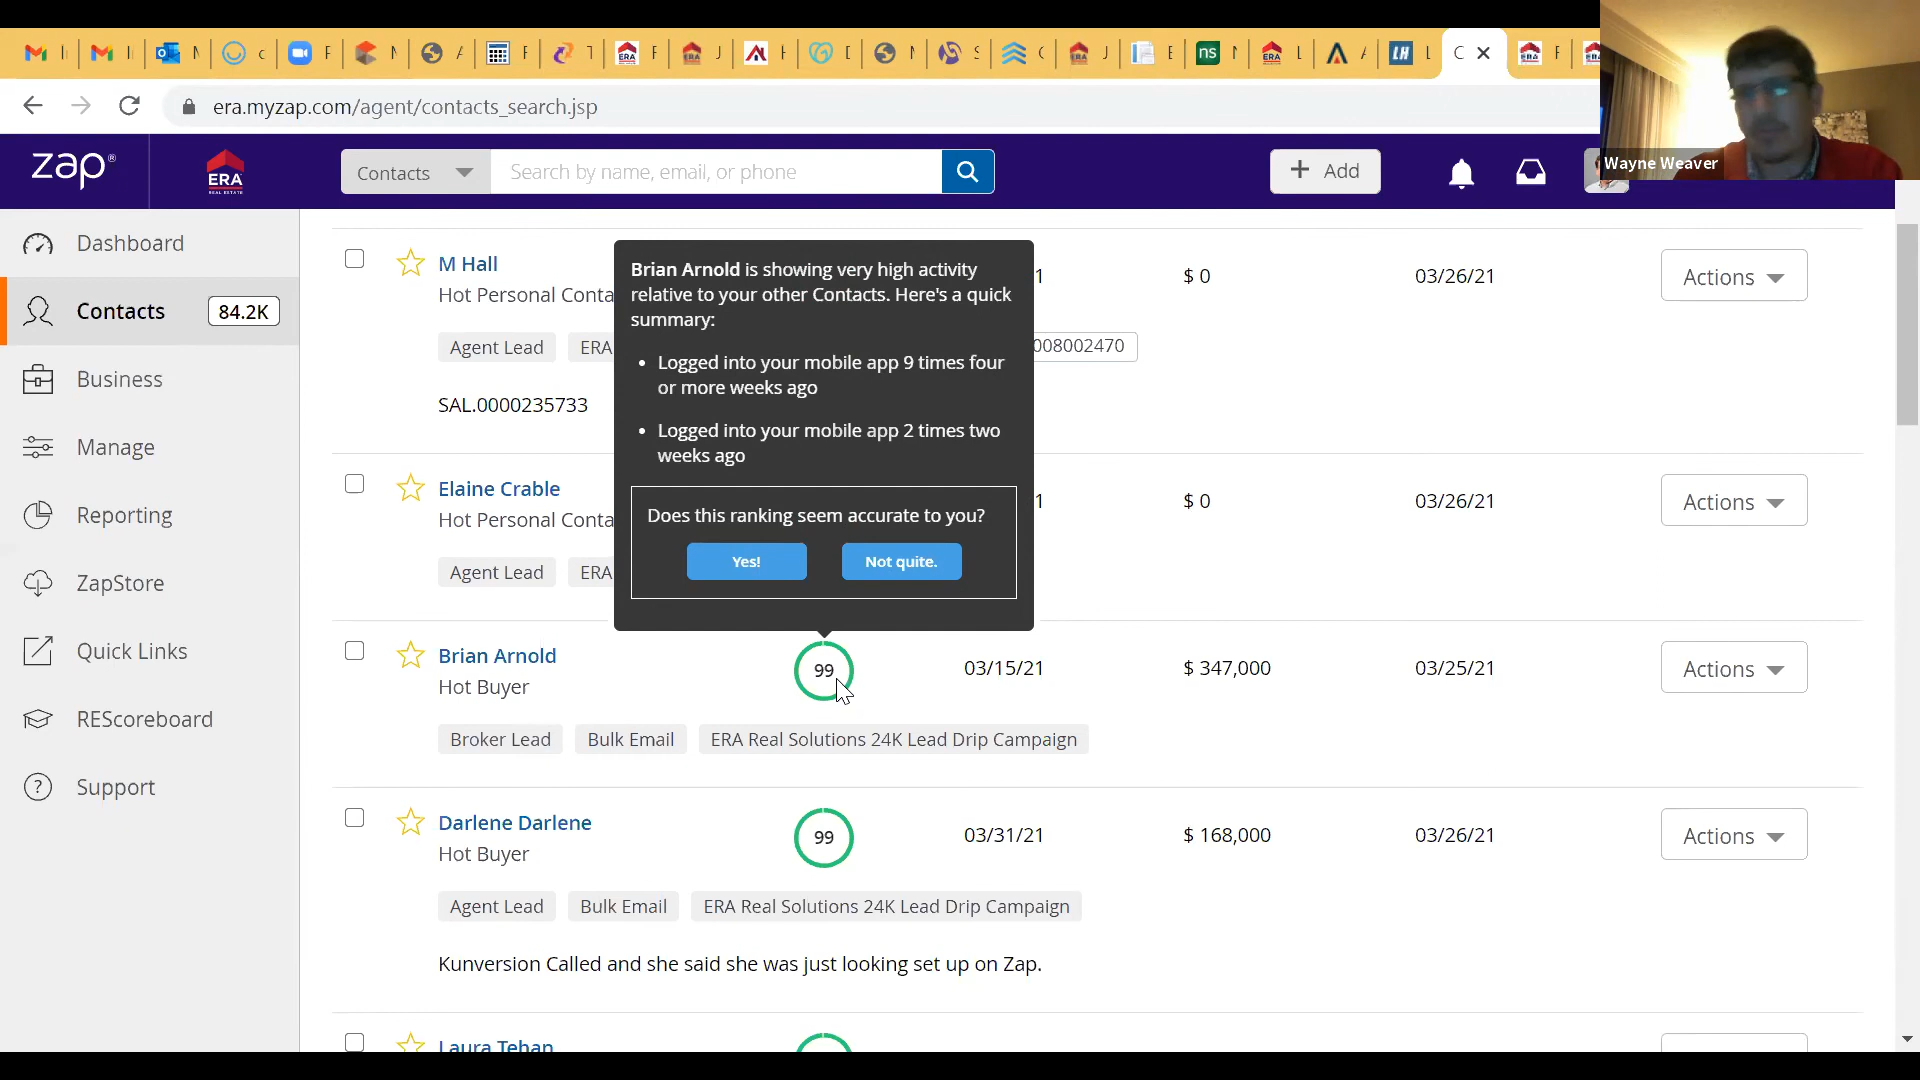 era.myzap.com/agent/contacts_search.jsp
Wayne Weaver
zap®
ERA
REAL ESTATE
Contacts
Search by name, email, or phone
+ Add
Dashboard
Contacts 84.2K
Business
Manage
Reporting
ZapStore
Quick Links
REScoreboard
Support
M Hall
Hot Personal Conta
1 $ 0 03/26/21 Actions
Agent Lead ERA 008002470
SAL.0000235733
Brian Arnold is showing very high activity
relative to your other Contacts. Here's a quick
summary:
• Logged into your mobile app 9 times four
or more weeks ago
• Logged into your mobile app 2 times two
weeks ago
Does this ranking seem accurate to you?
Yes! Not quite.
Elaine Crable
Hot Personal Conta
1 $ 0 03/26/21 Actions
Agent Lead ERA
Brian Arnold
Hot Buyer
99 03/15/21 $ 347,000 03/25/21 Actions
Broker Lead Bulk Email ERA Real Solutions 24K Lead Drip Campaign
Darlene Darlene
Hot Buyer
99 03/31/21 $ 168,000 03/26/21 Actions
Agent Lead Bulk Email ERA Real Solutions 24K Lead Drip Campaign
Kunversion Called and she said she was just looking set up on Zap.
Laura Tehan